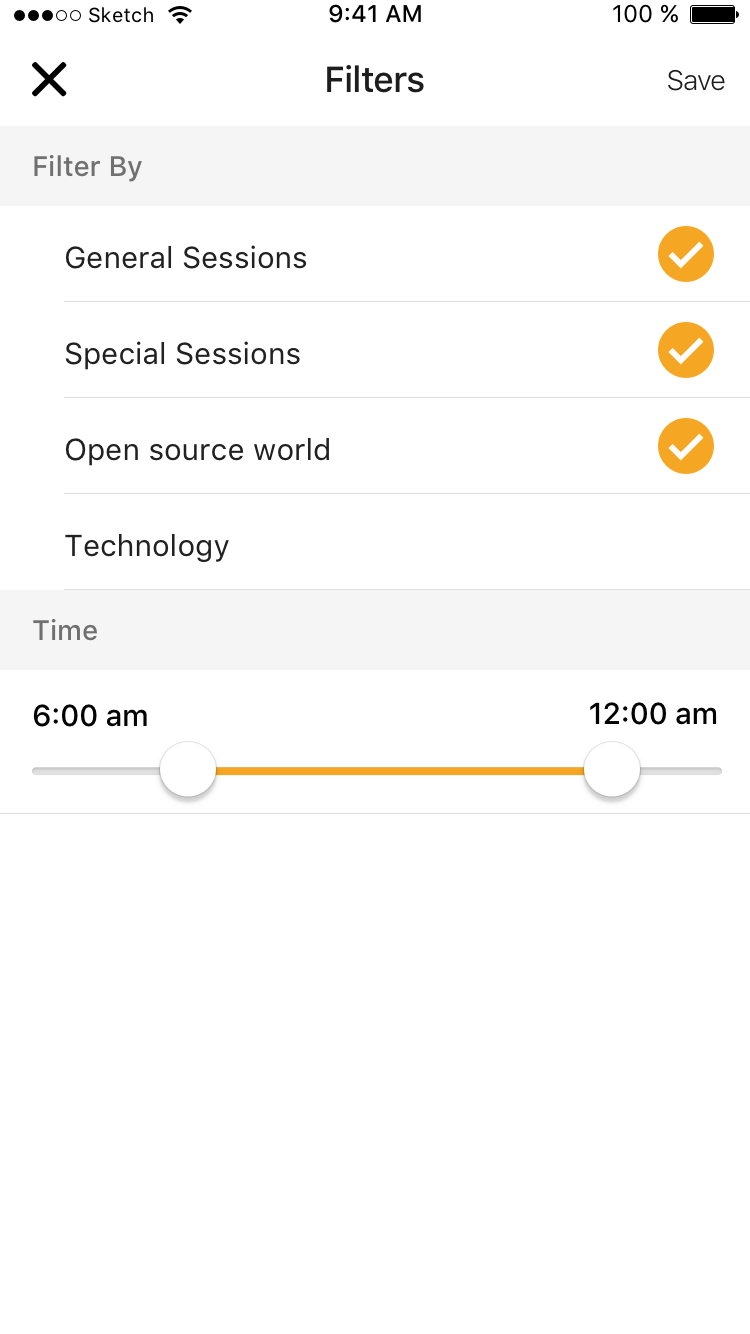 Sketch 9:41 AM 100 %
Filters Save
Filter By
General Sessions
Special Sessions
Open source world
Technology
Time
6:00 am 12:00 am